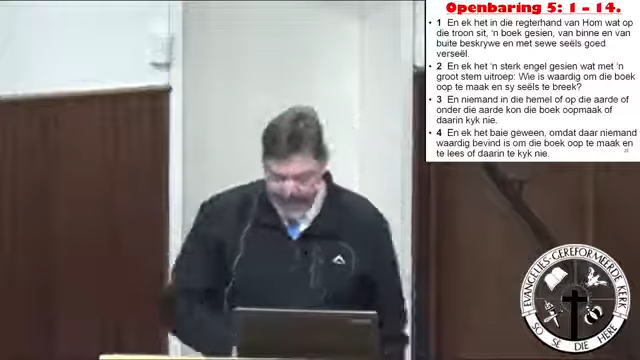 Openbaring 5: 1 – 14.
• 1 En ek het in die regterhand van Hom wat op
die troon sit, 'n boek gesien, van binne en van
buite beskrywe en met sewe seëls goed
verseël.
• 2 En ek het 'n sterk engel gesien wat met 'n
groot stem uitroep: Wie is waardig om die boek
oop te maak en sy seëls te breek?
• 3 En niemand in die hemel of op die aarde of
onder die aarde kon die boek oopmaak of
daarin kyk nie.
• 4 En ek het baie geween, omdat daar niemand
waardig bevind is om die boek oop te maak en
te lees of daarin te kyk nie.
EVANGELIES-GEREFORMEERDE KERK
SO SÊ DIE HERE